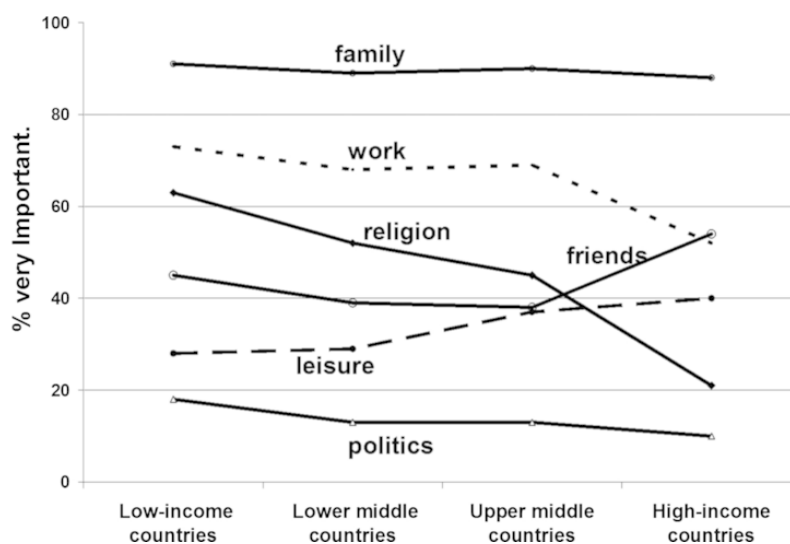 100
80
60
40
20
0
% very Important.
family
work
religion
friends
leisure
politics
Low-income
countries
Lower middle
countries
Upper middle
countries
High-income
countries